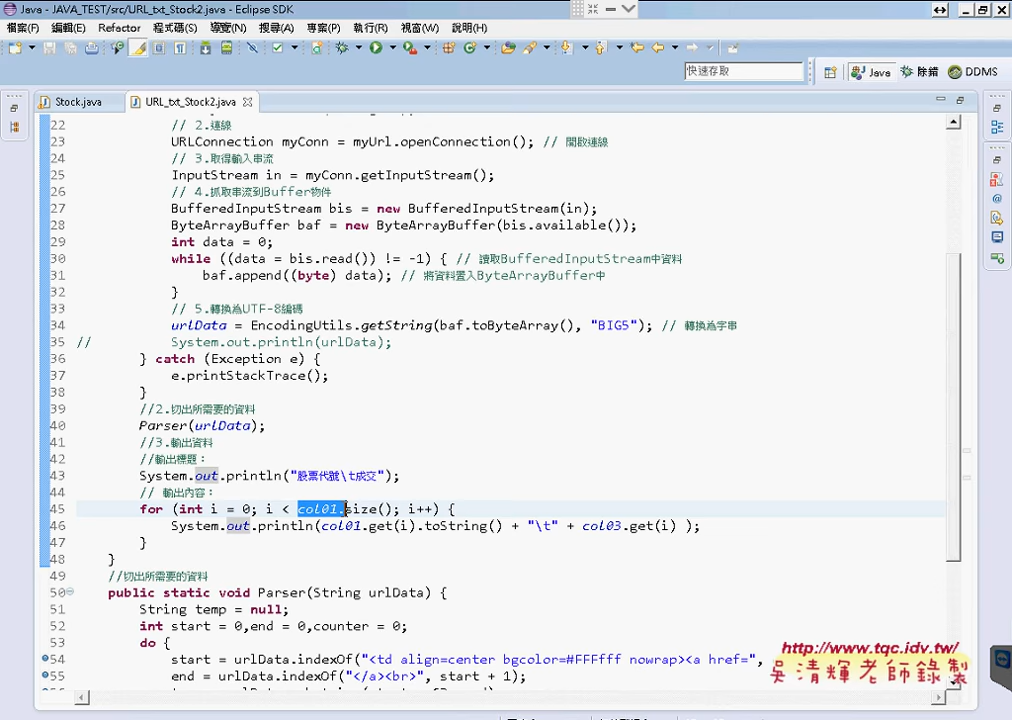 Java - JAVA_TEST/src/URL_txt_Stock2.java - Eclipse SDK
檔案(F) 編輯(E) Refactor 程式碼(S) 導覽(N) 搜尋(A) 專案(P) 執行(R) 視窗(W) 說明(H)
快速存取 Java 除錯 DDMS
Stock.java URL_txt_Stock2.java
22 // 2.連線
23 URLConnection myConn = myUrl.openConnection(); // 開啟連線
24 // 3.取得輸入串流
25 InputStream in = myConn.getInputStream();
26 // 4.抓取串流到Buffer物件
27 BufferedInputStream bis = new BufferedInputStream(in);
28 ByteArrayBuffer baf = new ByteArrayBuffer(bis.available());
29 int data = 0;
30 while ((data = bis.read()) != -1) { // 讀取BufferedInputStream中資料
31 baf.append((byte) data); // 將資料置入ByteArrayBuffer中
32 }
33 // 5.轉換為UTF-8編碼
34 urlData = EncodingUtils.getString(baf.toByteArray(), "BIG5"); // 轉換為字串
35 // System.out.println(urlData);
36 } catch (Exception e) {
37 e.printStackTrace();
38 }
39 //2.切出所需要的資料
40 Parser(urlData);
41 //3.輸出資料
42 //輸出標題：
43 System.out.println("股票代號\t成交");
44 // 輸出內容：
45 for (int i = 0; i < col01.size(); i++) {
46 System.out.println(col01.get(i).toString() + "\t" + col03.get(i) );
47 }
48 }
49 //切出所需要的資料
50 public static void Parser(String urlData) {
51 String temp = null;
52 int start = 0,end = 0,counter = 0;
53 do {
54 start = urlData.indexOf("<td align=center bgcolor=#FFFfff nowrap><a href=",
55 end = urlData.indexOf("</a><br>", start + 1);
http://www.tqc.idv.tw/
吳清輝老師錄製